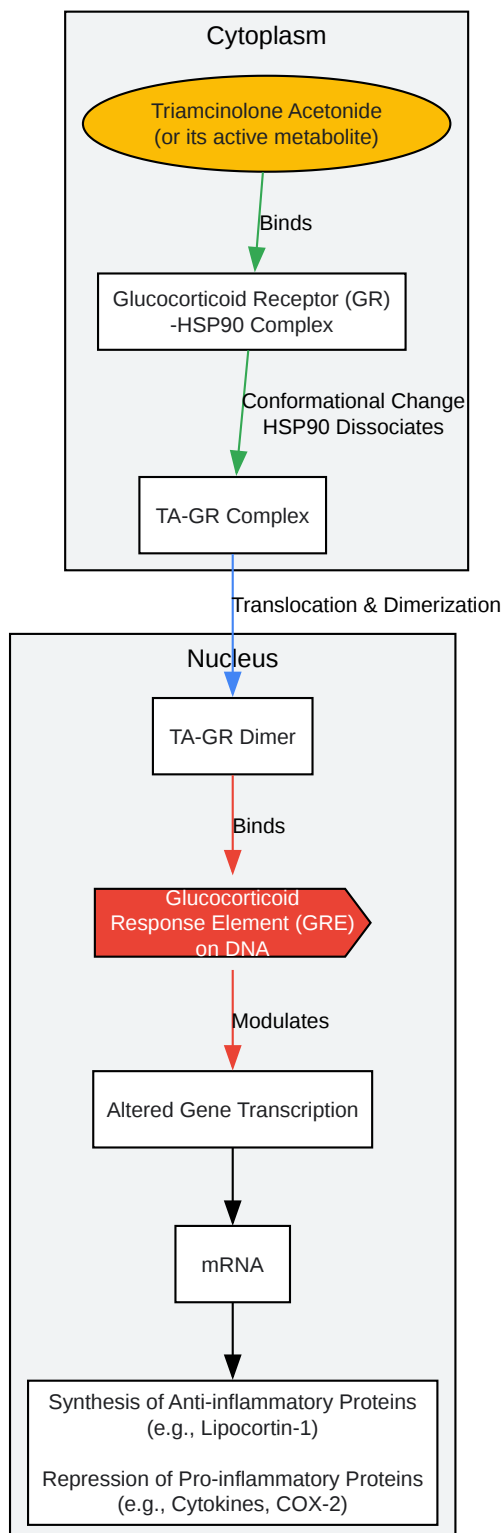 Cytoplasm
Triamcinolone Acetonide
(or its active metabolite)
Binds
Glucocorticoid Receptor (GR)
-HSP90 Complex
Conformational Change
HSP90 Dissociates
TA-GR Complex
Translocation & Dimerization
Nucleus
TA-GR Dimer
Binds
Glucocorticoid
Response Element (GRE)
on DNA
Modulates
Altered Gene Transcription
mRNA
Synthesis of Anti-inflammatory Proteins
(e.g., Lipocortin-1)
Repression of Pro-inflammatory Proteins
(e.g., Cytokines, COX-2)